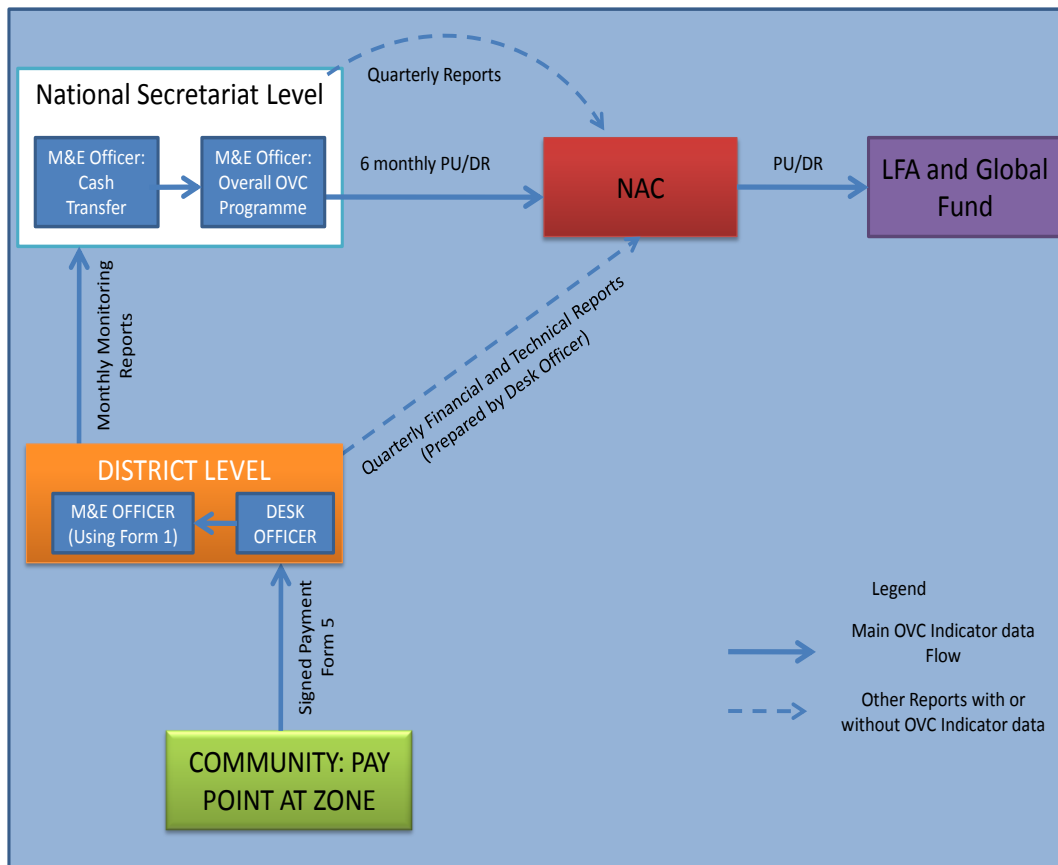 Quarterly Reports
National Secretariat Level
M&E Officer:
Cash
Transfer
M&E Officer:
Overall OVC
Programme
6 monthly PU/DR
NAC
PU/DR
LFA and Global
Fund
Monthly Monitoring
Reports
Quarterly Financial and Technical Reports
(Prepared by Desk Officer)
DISTRICT LEVEL
M&E OFFICER
(Using Form 1)
DESK
OFFICER
Signed Payment
Form 5
COMMUNITY: PAY
POINT AT ZONE
Legend
Main OVC Indicator data
Flow
Other Reports with or
without OVC Indicator data